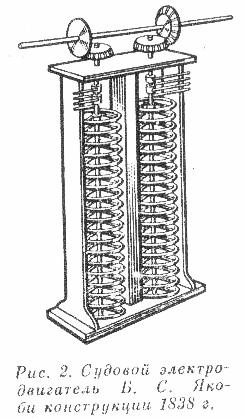 Рис. 2. Судовой электро-
двигатель Б. С. Яко-
би конструкции 1838 г.